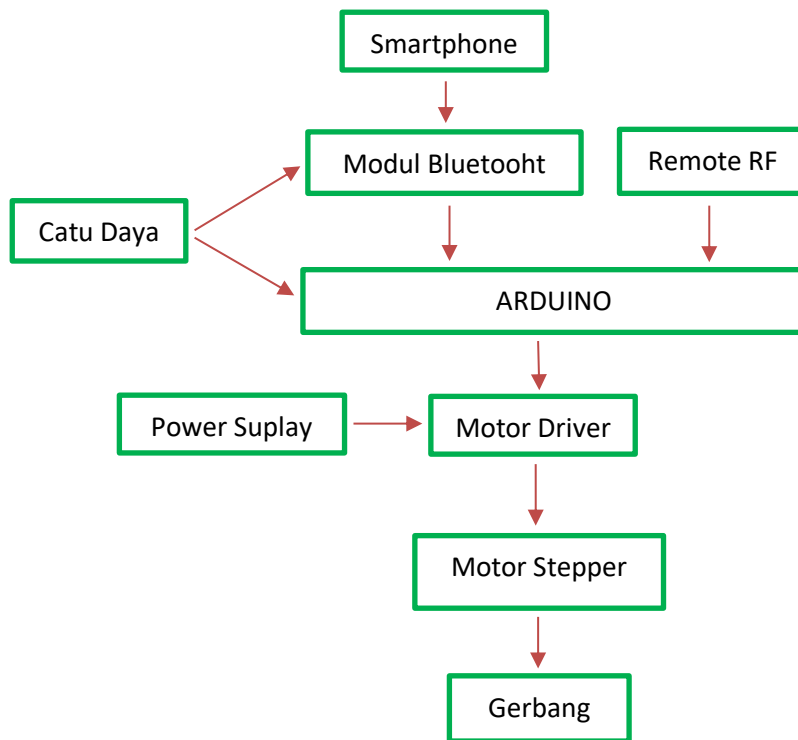 Smartphone
Modul Bluetooht
Remote RF
Catu Daya
ARDUINO
Power Suplay
Motor Driver
Motor Stepper
Gerbang